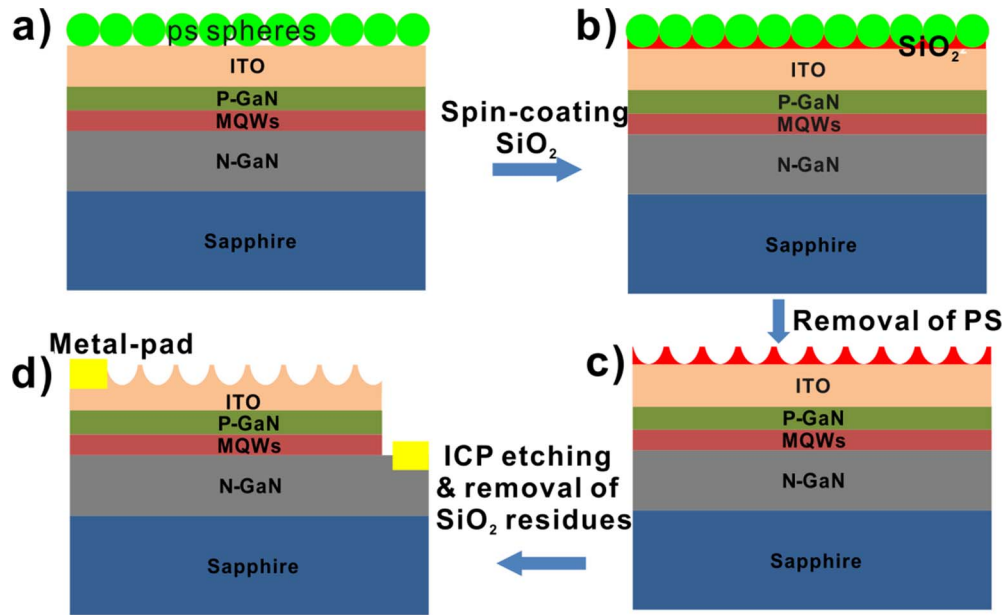 a)
ps spheres
ITO
P-GaN
MQWs
N-GaN
Sapphire
Spin-coating
SiO₂
b)
SiO₂
ITO
P-GaN
MQWs
N-GaN
Sapphire
Removal of PS
c)
ITO
P-GaN
MQWs
N-GaN
Sapphire
ICP etching
& removal of
SiO₂ residues
Metal-pad
d)
ITO
P-GaN
MQWs
N-GaN
Sapphire